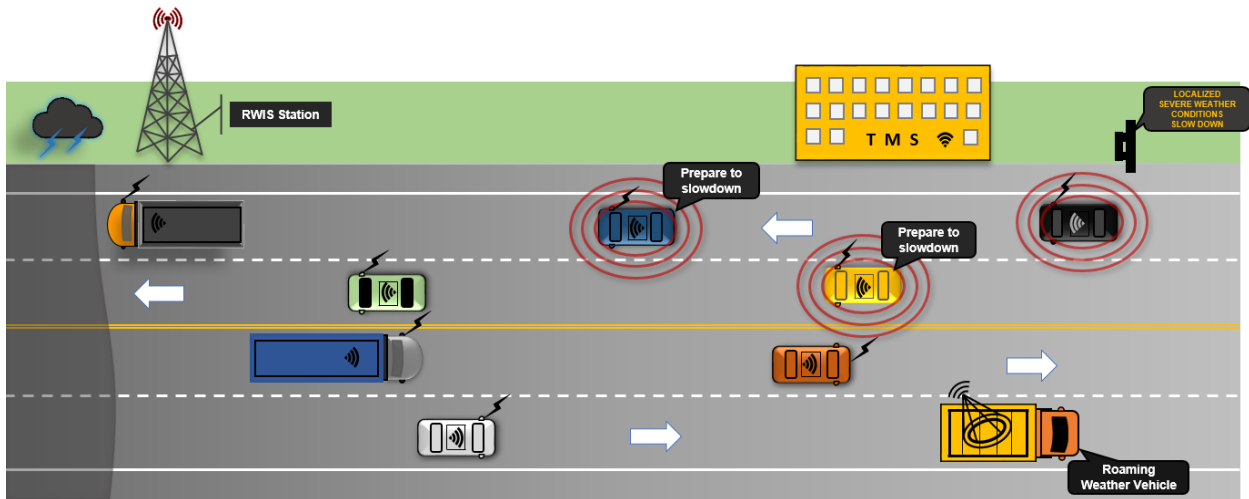 RWIS Station
TMS
LOCALIZED
SEVERE WEATHER
CONDITIONS
SLOW DOWN
Prepare to
slowdown
Prepare to
slowdown
Roaming
Weather Vehicle